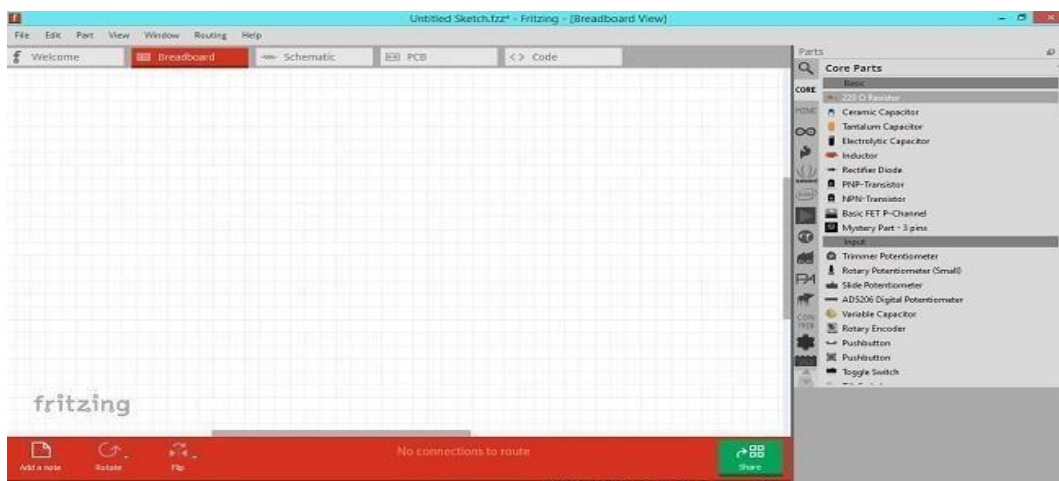 Untitled Sketch.fzz* - Fritzing - [Breadboard View]
File Edit Part View Window Routing Help
Welcome Breadboard Schematic PCB <> Code
Parts
Core Parts
CORE
Basic
220 Ω Resistor
MINE
Ceramic Capacitor
Tantalum Capacitor
Electrolytic Capacitor
Inductor
Rectifier Diode
PNP-Transistor
NPN-Transistor
Basic FET P-Channel
Mystery Part - 3 pins
Input
Trimmer Potentiometer
Rotary Potentiometer (Small)
Slide Potentiometer
AD5206 Digital Potentiometer
Variable Capacitor
CON
TRIB
Rotary Encoder
Pushbutton
Pushbutton
Toggle Switch
fritzing
No connections to route
Add a note Rotate Flip Share